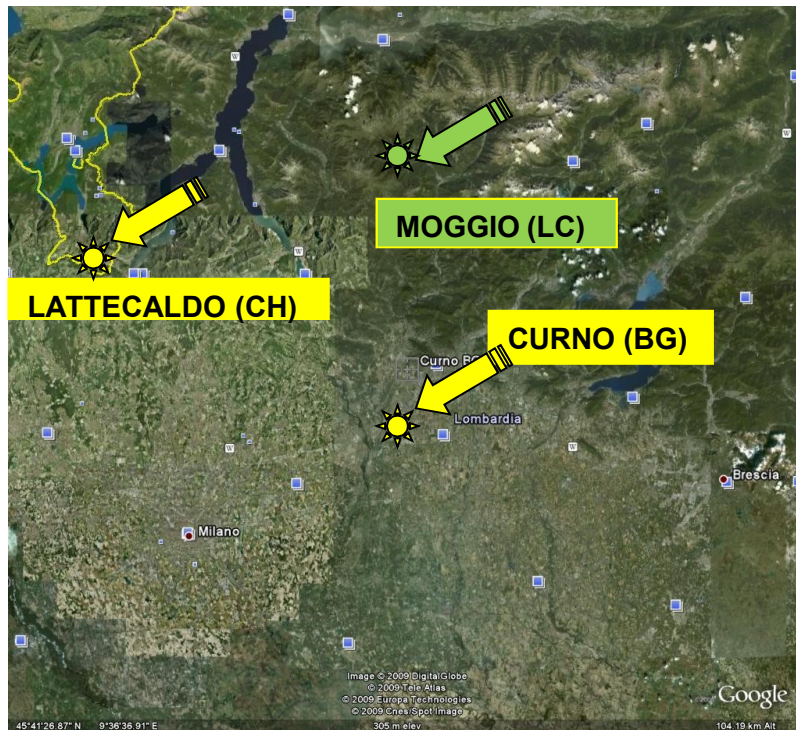 MOGGIO (LC)
LATTECALDO (CH)
CURNO (BG)
Curno BG
Lombardia
Brescia
Milano
Image © 2009 DigitalGlobe
© 2009 Tele Atlas
© 2009 Europa Technologies
© 2009 Cnes/Spot Image
Google
45°41'26.87" N 9°36'36.91" E 305 m elev 104.19 km Alt